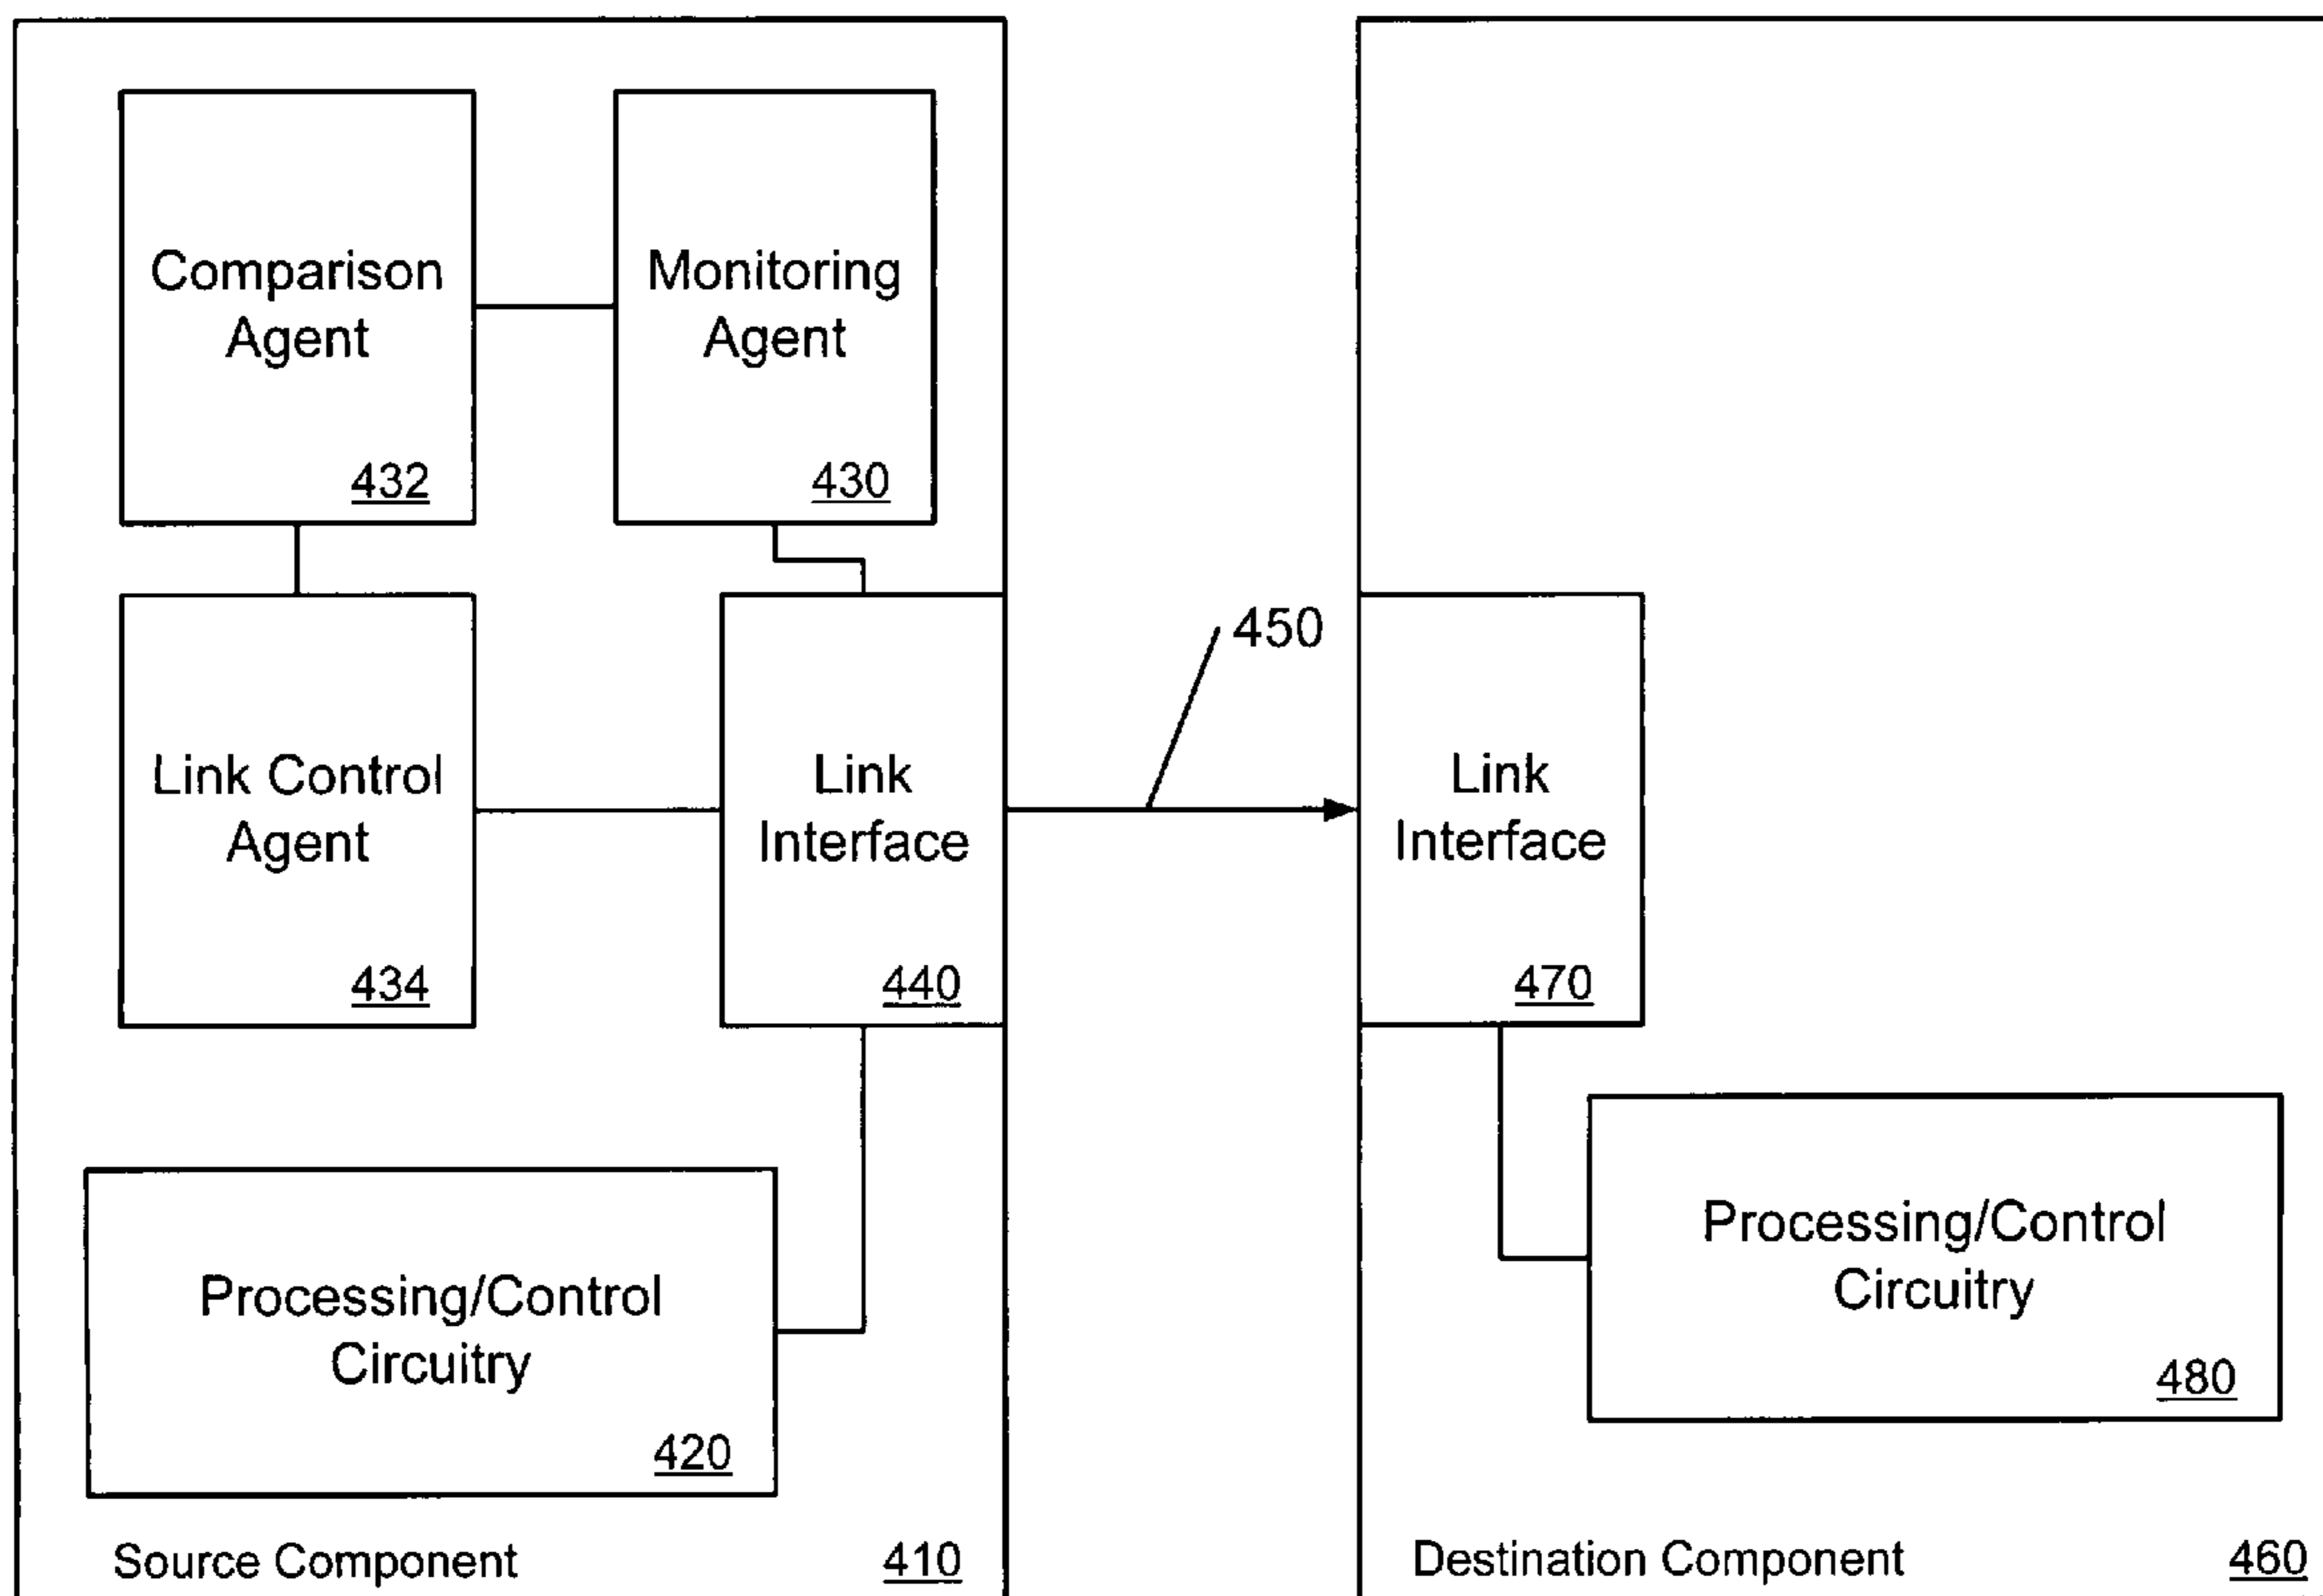 Comparison
Agent
432
Monitoring
Agent
430
450
Link Control
Agent
434
Link
Interface
440
Link
Interface
470
Processing/Control
Circuitry
420
Processing/Control
Circuitry
480
Source Component
410
Destination Component
460